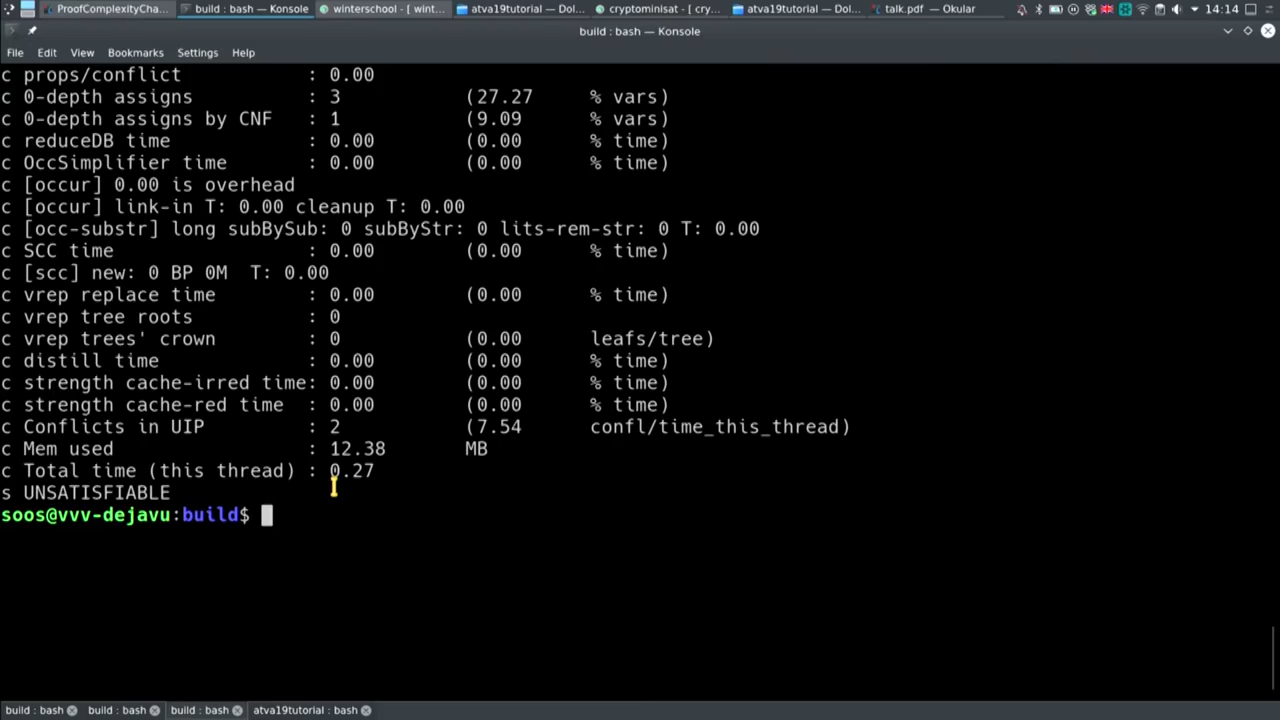 ProofComplexityCha...
build : bash — Konsole
winterschool - [ wint...
atva19tutorial — Dol...
cryptominisat - [ cry...
atva19tutorial — Dol...
talk.pdf — Okular
14:14
build : bash — Konsole
File Edit View Bookmarks Settings Help
c props/conflict : 0.00
c 0-depth assigns : 3 (27.27 % vars)
c 0-depth assigns by CNF : 1 (9.09 % vars)
c reduceDB time : 0.00 (0.00 % time)
c OccSimplifier time : 0.00 (0.00 % time)
c [occur] 0.00 is overhead
c [occur] link-in T: 0.00 cleanup T: 0.00
c [occ-substr] long subBySub: 0 subByStr: 0 lits-rem-str: 0 T: 0.00
c SCC time : 0.00 (0.00 % time)
c [scc] new: 0 BP 0M T: 0.00
c vrep replace time : 0.00 (0.00 % time)
c vrep tree roots : 0
c vrep trees' crown : 0 (0.00 leafs/tree)
c distill time : 0.00 (0.00 % time)
c strength cache-irred time: 0.00 (0.00 % time)
c strength cache-red time : 0.00 (0.00 % time)
c Conflicts in UIP : 2 (7.54 confl/time_this_thread)
c Mem used : 12.38 MB
c Total time (this thread) : 0.27
s UNSATISFIABLE
soos@vvv-dejavu:build$
build : bash
build : bash
build : bash
atva19tutorial : bash